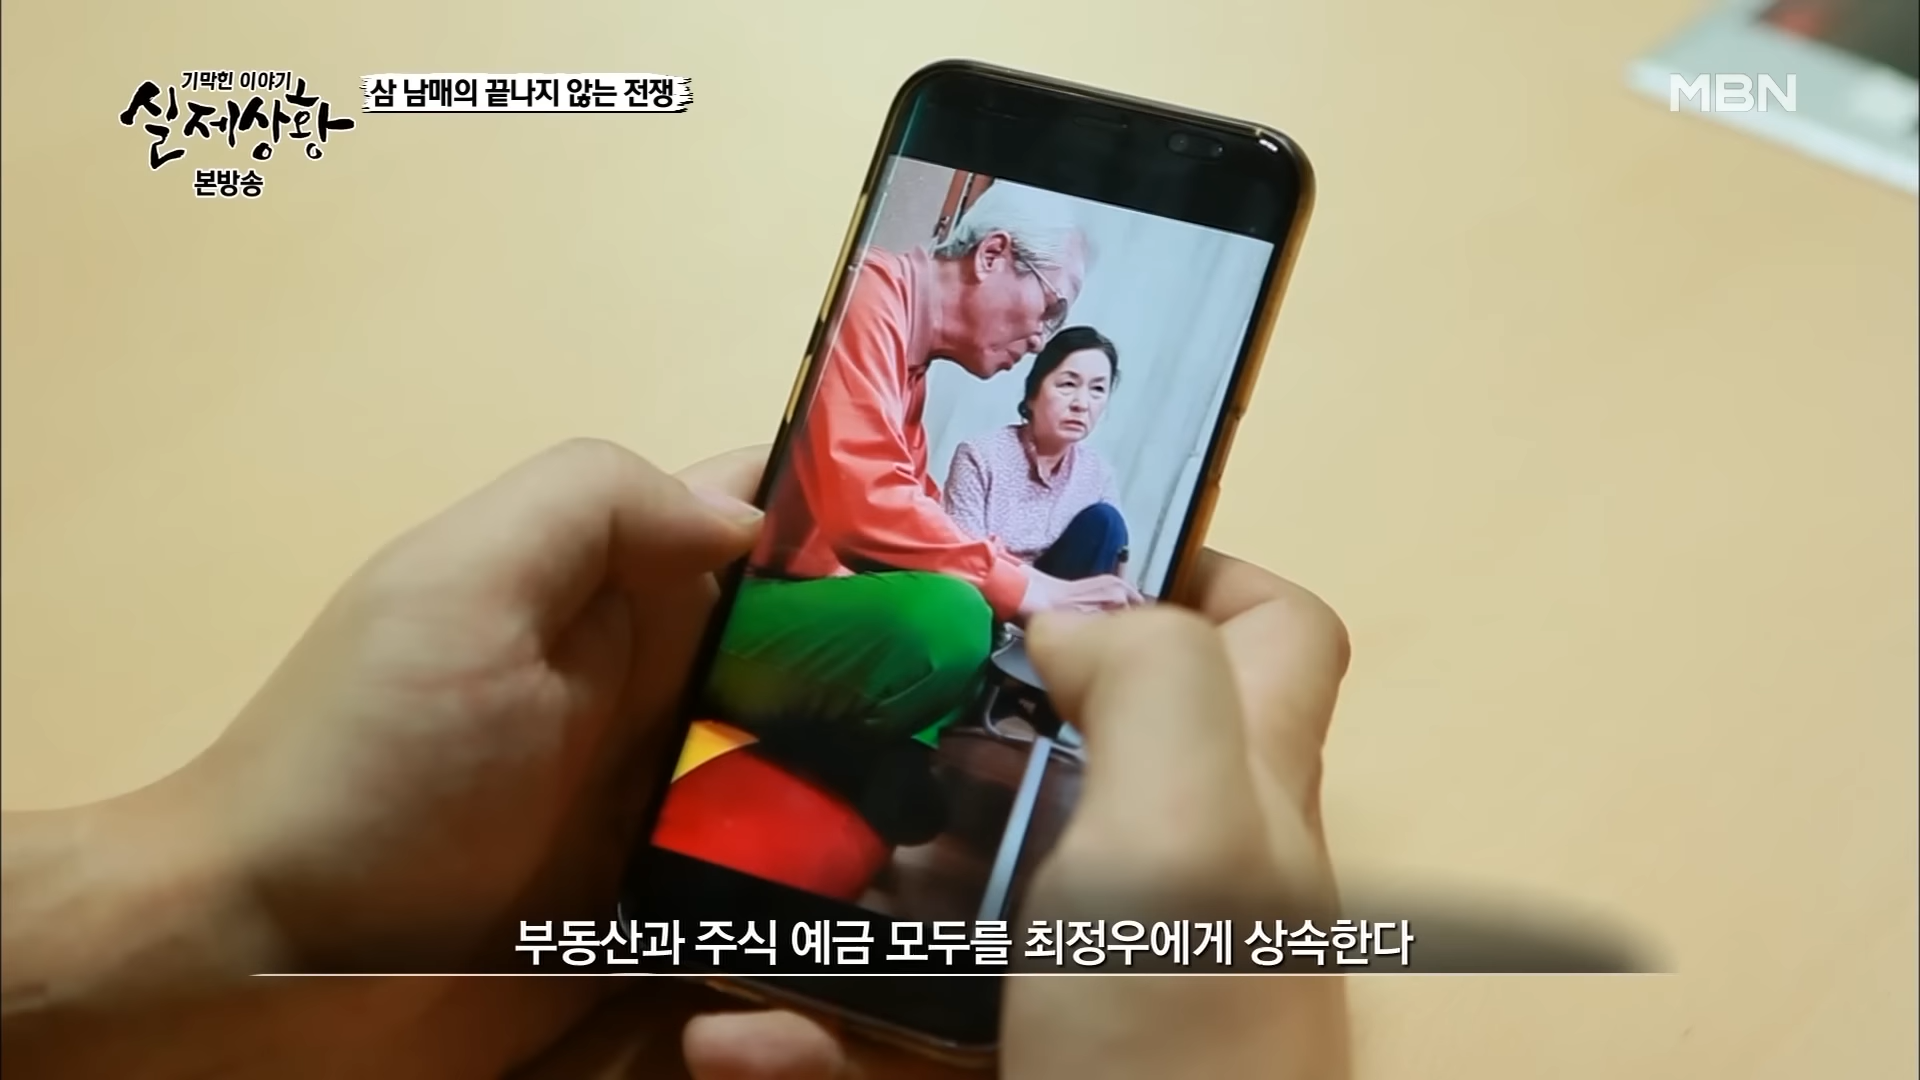 기막힌 이야기
실제상황
본방송
삼 남매의 끝나지 않는 전쟁
MBN
부동산과 주식 예금 모두를 최정우에게 상속한다